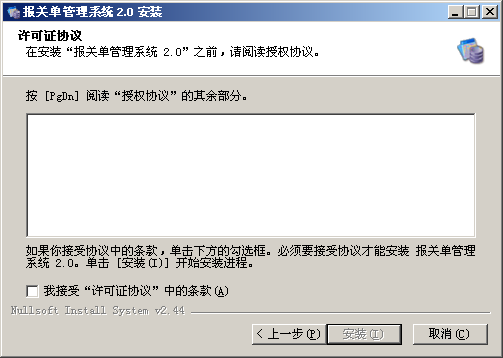 报关单管理系统 2.0 安装
许可证协议
在安装“报关单管理系统 2.0”之前，请阅读授权协议。
按 [PgDn] 阅读“授权协议”的其余部分。
如果你接受协议中的条款，单击下方的勾选框。必须要接受协议才能安装 报关单管理
系统 2.0。单击 [安装(I)] 开始安装进程。
我接受“许可证协议”中的条款(A)
Nullsoft Install System v2.44
< 上一步(P) 安装(I) 取消(C)